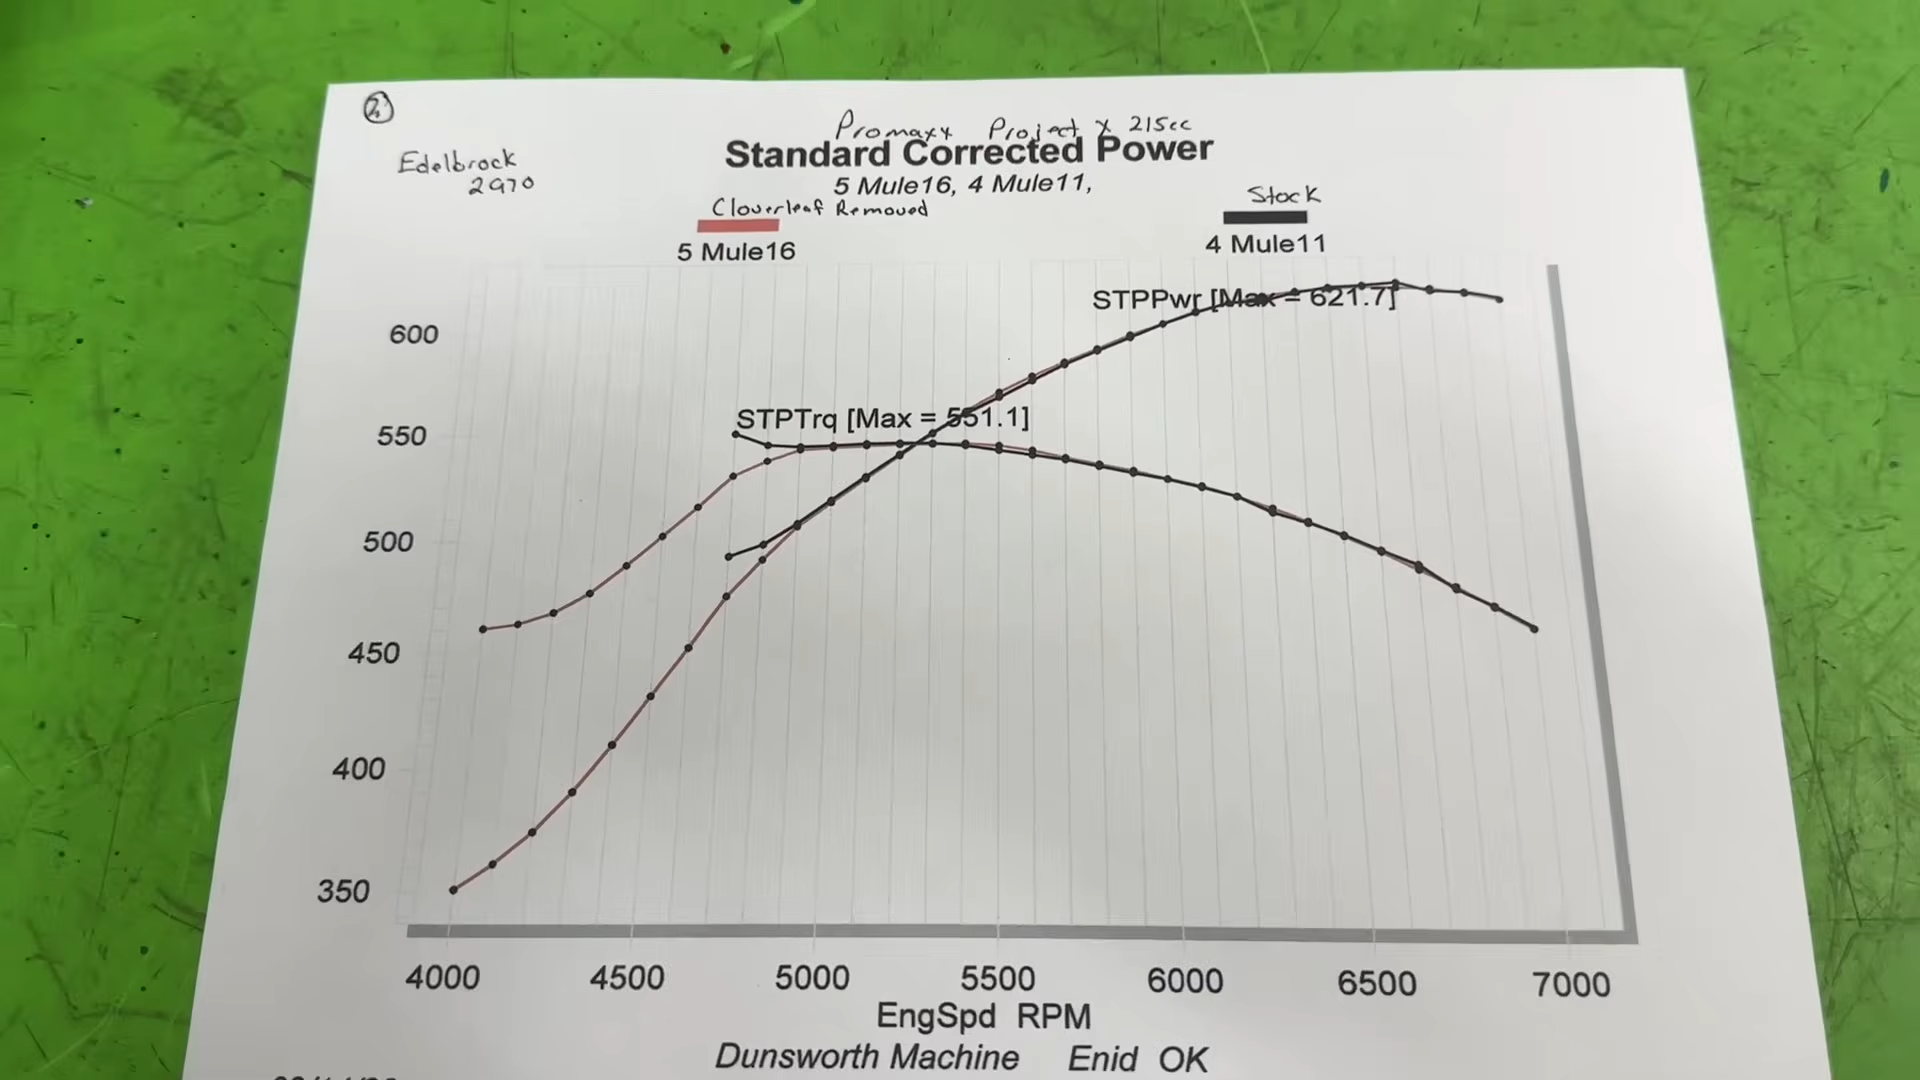 2.
Promaxx Project X 215cc
Edelbrock
2970
Standard Corrected Power
5 Mule16, 4 Mule11,
Cloverleaf Removed
Stock
5 Mule16
4 Mule11
STPPwr [Max = 621.7]
STPTrq [Max = 551.1]
600
550
500
450
400
350
4000 4500 5000 5500 6000 6500 7000
EngSpd RPM
Dunsworth Machine Enid OK